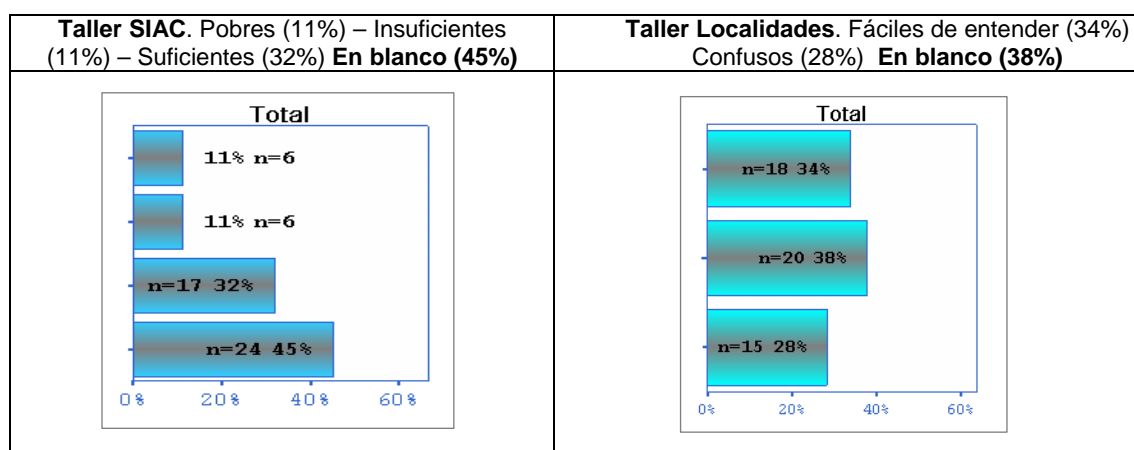 Taller SIAC. Pobres (11%) – Insuficientes
(11%) – Suficientes (32%) En blanco (45%)
Total
11% n=6
11% n=6
n=17 32%
n=24 45%
0% 20% 40% 60%
Taller Localidades. Fáciles de entender (34%)
Confusos (28%) En blanco (38%)
Total
n=18 34%
n=20 38%
n=15 28%
0% 20% 40% 60%